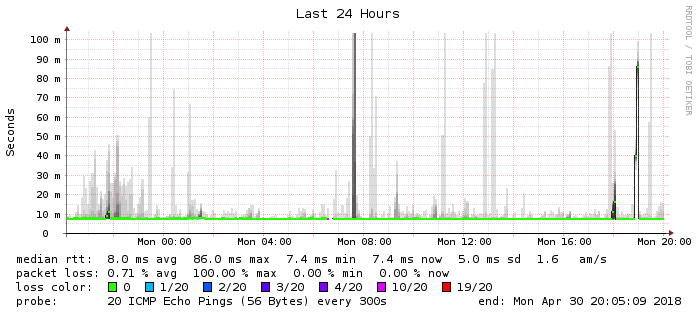 Last 24 Hours
RRDTOOL / TOBI OETIKER
Seconds
100 m
90 m
80 m
70 m
60 m
50 m
40 m
30 m
20 m
10 m
0
Mon 00:00 Mon 04:00 Mon 08:00 Mon 12:00 Mon 16:00 Mon 20:00
median rtt: 8.0 ms avg 86.0 ms max 7.4 ms min 7.4 ms now 5.0 ms sd 1.6 am/s
packet loss: 0.71 % avg 100.00 % max 0.00 % min 0.00 % now
loss color: 0 1/20 2/20 3/20 4/20 10/20 19/20
probe: 20 ICMP Echo Pings (56 Bytes) every 300s end: Mon Apr 30 20:05:09 2018